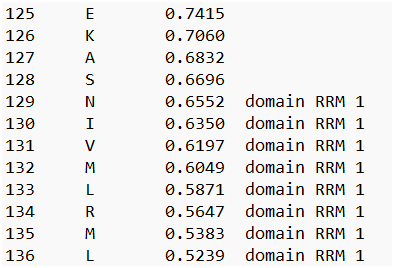 125 E 0.7415
126 K 0.7060
127 A 0.6832
128 S 0.6696
129 N 0.6552 domain RRM 1
130 I 0.6350 domain RRM 1
131 V 0.6197 domain RRM 1
132 M 0.6049 domain RRM 1
133 L 0.5871 domain RRM 1
134 R 0.5647 domain RRM 1
135 M 0.5383 domain RRM 1
136 L 0.5239 domain RRM 1